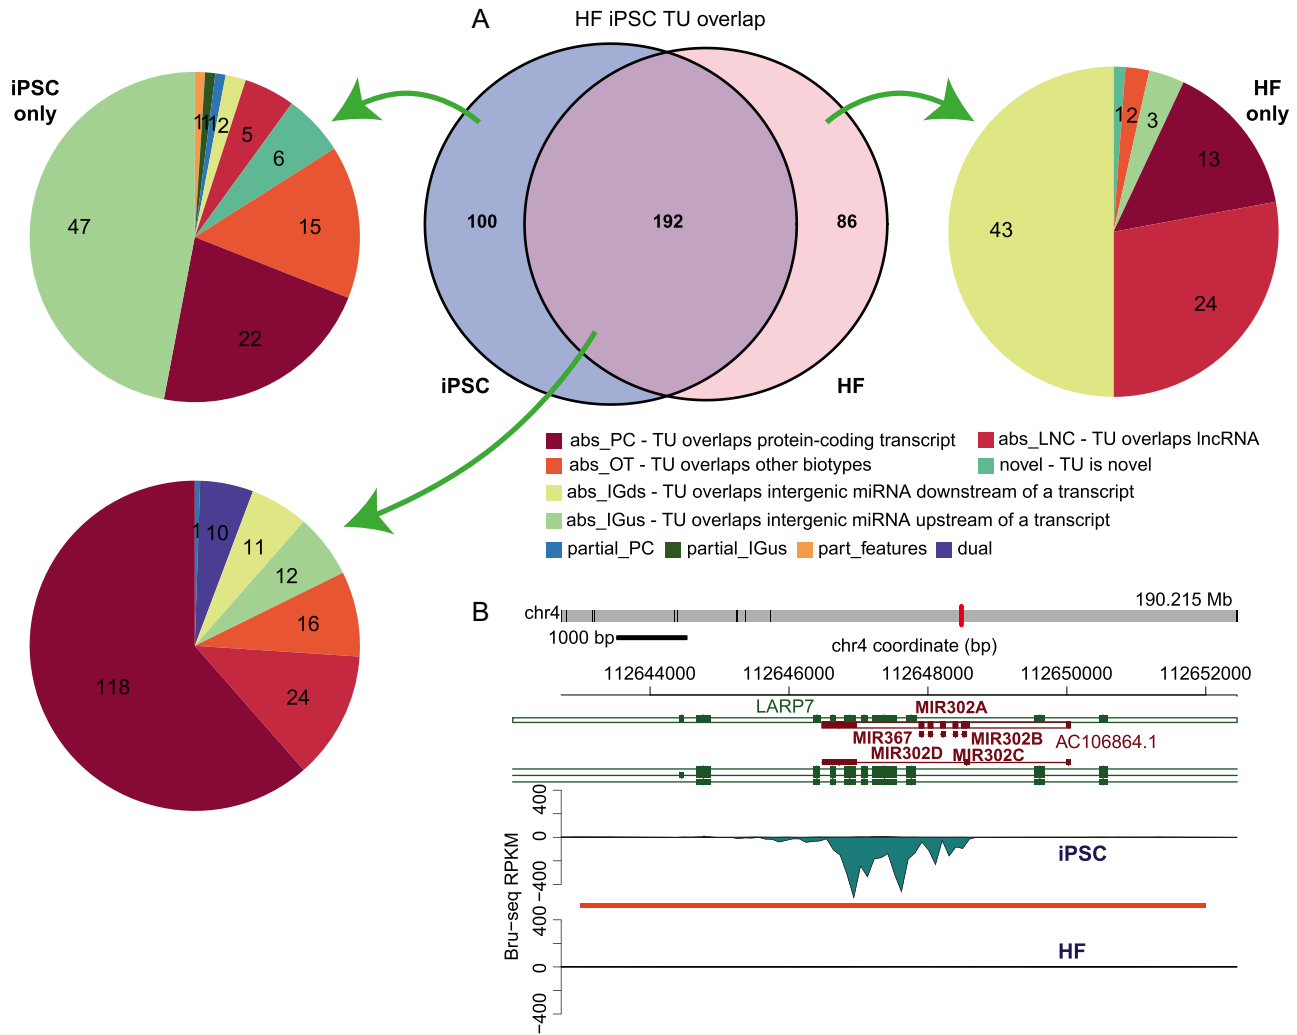 A
HF iPSC TU overlap
iPSC
only
1
1
1
2
5
6
15
22
47
100
192
86
iPSC
HF
HF
only
1
2
3
13
24
43
abs_PC - TU overlaps protein-coding transcript
abs_LNC - TU overlaps lncRNA
abs_OT - TU overlaps other biotypes
novel - TU is novel
abs_IGds - TU overlaps intergenic miRNA downstream of a transcript
abs_IGus - TU overlaps intergenic miRNA upstream of a transcript
partial_PC partial_IGus part_features dual
1
10
11
12
16
24
118
B
chr4
190.215 Mb
1000 bp
chr4 coordinate (bp)
112644000 112646000 112648000 112650000 112652000
LARP7
MIR302A
MIR367
MIR302B
AC106864.1
MIR302D
MIR302C
Bru-seq RPKM
400
0
−400
iPSC
400
0
−400
HF